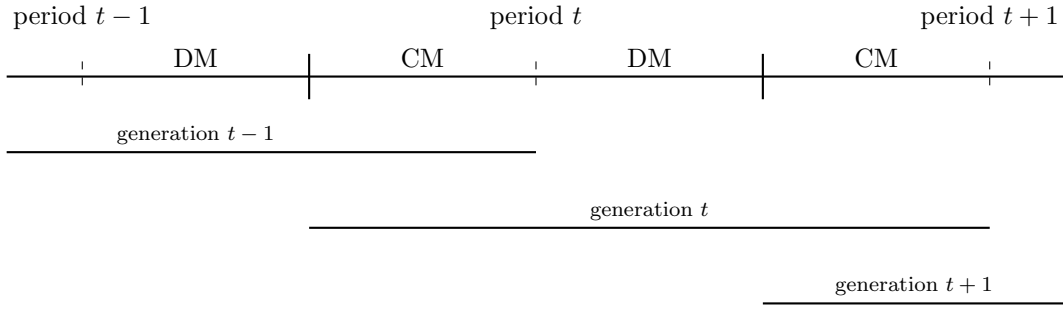 period t − 1 period t period t + 1
DM CM DM CM
generation t − 1
generation t
generation t + 1